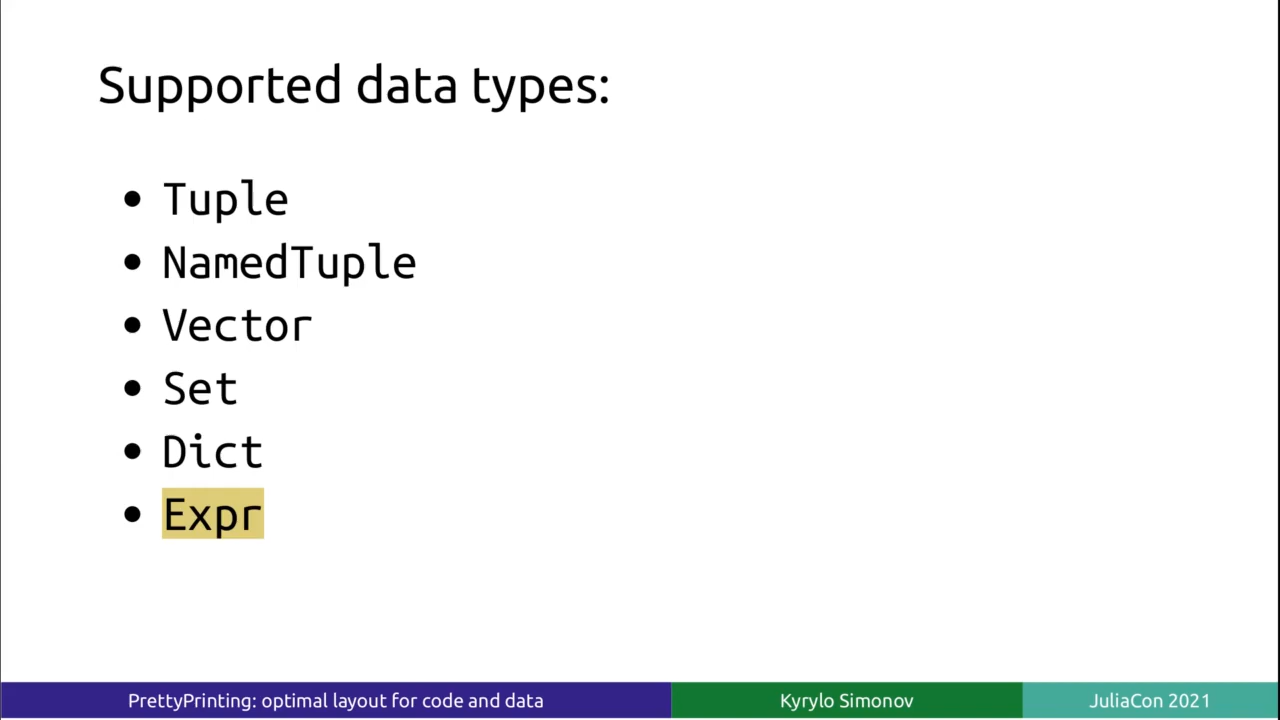 Supported data types:
• Tuple
• NamedTuple
• Vector
• Set
• Dict
• Expr
PrettyPrinting: optimal layout for code and data
Kyrylo Simonov
JuliaCon 2021